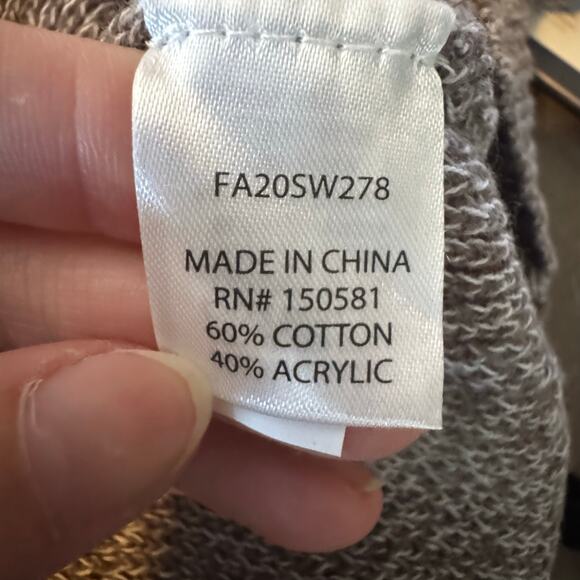 FA20SW278
MADE IN CHINA
RN# 150581
60% COTTON
40% ACRYLIC